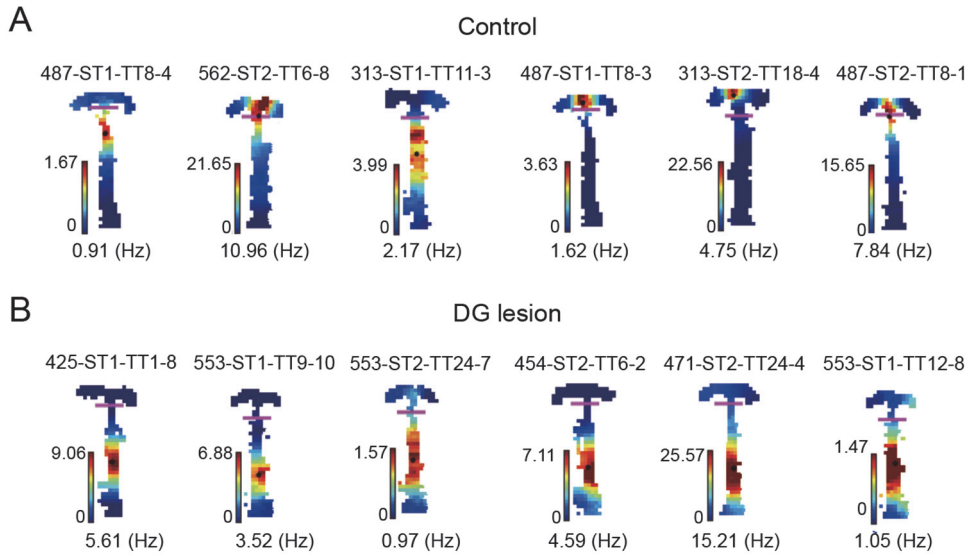 A
Control
487-ST1-TT8-4 562-ST2-TT6-8 313-ST1-TT11-3 487-ST1-TT8-3 313-ST2-TT18-4 487-ST2-TT8-1
1.67 21.65 3.99 3.63 22.56 15.65
0 0 0 0 0 0
0.91 (Hz) 10.96 (Hz) 2.17 (Hz) 1.62 (Hz) 4.75 (Hz) 7.84 (Hz)
B
DG lesion
425-ST1-TT1-8 553-ST1-TT9-10 553-ST2-TT24-7 454-ST2-TT6-2 471-ST2-TT24-4 553-ST1-TT12-8
9.06 6.88 1.57 7.11 25.57 1.47
0 0 0 0 0 0
5.61 (Hz) 3.52 (Hz) 0.97 (Hz) 4.59 (Hz) 15.21 (Hz) 1.05 (Hz)